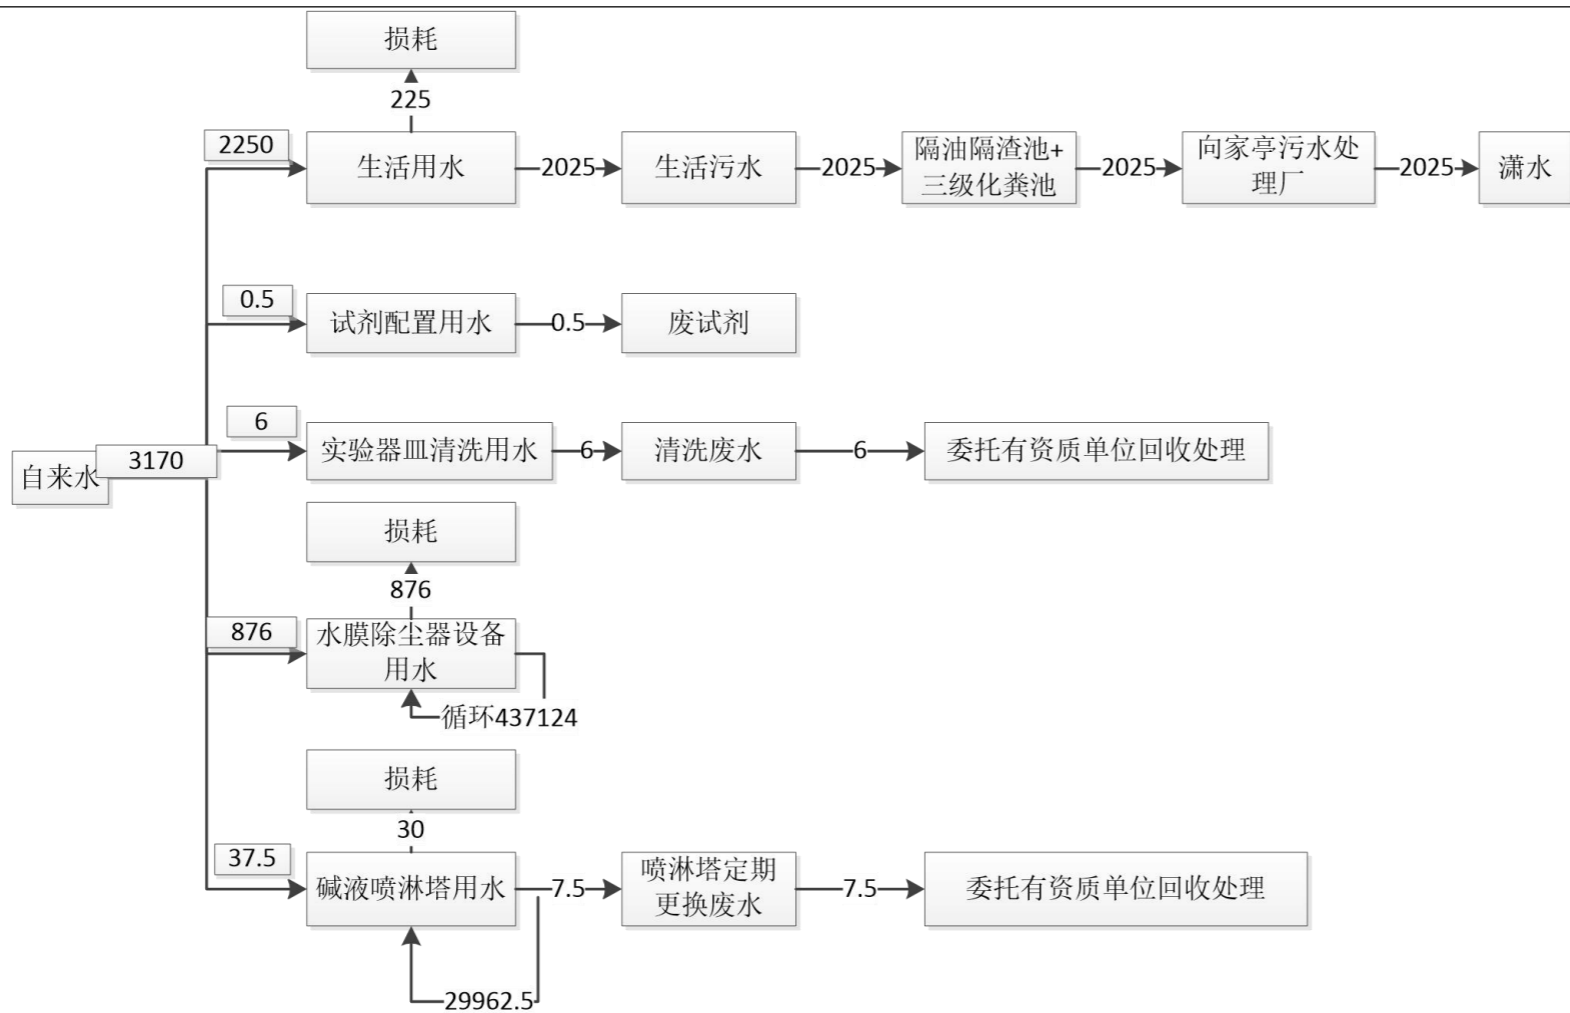 损耗
225
2250
生活用水
2025
生活污水
2025
隔油隔渣池+
三级化粪池
2025
向家亭污水处
理厂
2025
潇水
0.5
试剂配置用水
0.5
废试剂
6
实验器皿清洗用水
6
清洗废水
6
委托有资质单位回收处理
自来水
3170
损耗
876
876
水膜除尘器设备
用水
循环437124
损耗
30
37.5
碱液喷淋塔用水
7.5
喷淋塔定期
更换废水
7.5
委托有资质单位回收处理
29962.5